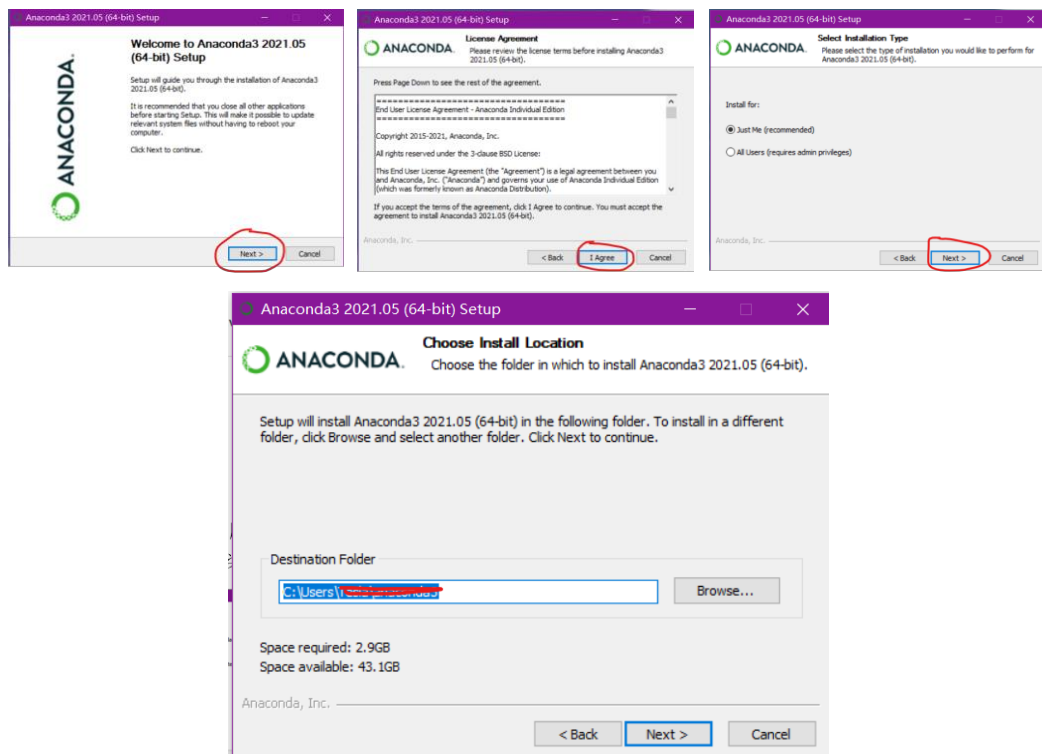 Anaconda3 2021.05 (64-bit) Setup
ANACONDA.
Welcome to Anaconda3 2021.05
(64-bit) Setup
Setup will guide you through the installation of Anaconda3
2021.05 (64-bit).
It is recommended that you close all other applications
before starting Setup. This will make it possible to update
relevant system files without having to reboot your
computer.
Click Next to continue.
Next >
Cancel
Anaconda3 2021.05 (64-bit) Setup
ANACONDA.
License Agreement
Please review the license terms before installing Anaconda3
2021.05 (64-bit).
Press Page Down to see the rest of the agreement.
=====================================
End User License Agreement - Anaconda Individual Edition
=====================================
Copyright 2015-2021, Anaconda, Inc.
All rights reserved under the 3-clause BSD License:
This End User License Agreement (the "Agreement") is a legal agreement between you
and Anaconda, Inc. ("Anaconda") and governs your use of Anaconda Individual Edition
(which was formerly known as Anaconda Distribution).
If you accept the terms of the agreement, click I Agree to continue. You must accept the
agreement to install Anaconda3 2021.05 (64-bit).
Anaconda, Inc.
< Back
I Agree
Cancel
Anaconda3 2021.05 (64-bit) Setup
ANACONDA.
Select Installation Type
Please select the type of installation you would like to perform for
Anaconda3 2021.05 (64-bit).
Install for:
Just Me (recommended)
All Users (requires admin privileges)
Anaconda, Inc.
< Back
Next >
Cancel
Anaconda3 2021.05 (64-bit) Setup
ANACONDA.
Choose Install Location
Choose the folder in which to install Anaconda3 2021.05 (64-bit).
Setup will install Anaconda3 2021.05 (64-bit) in the following folder. To install in a different
folder, click Browse and select another folder. Click Next to continue.
Destination Folder
C:\Users\
Browse...
Space required: 2.9GB
Space available: 43.1GB
Anaconda, Inc.
< Back
Next >
Cancel